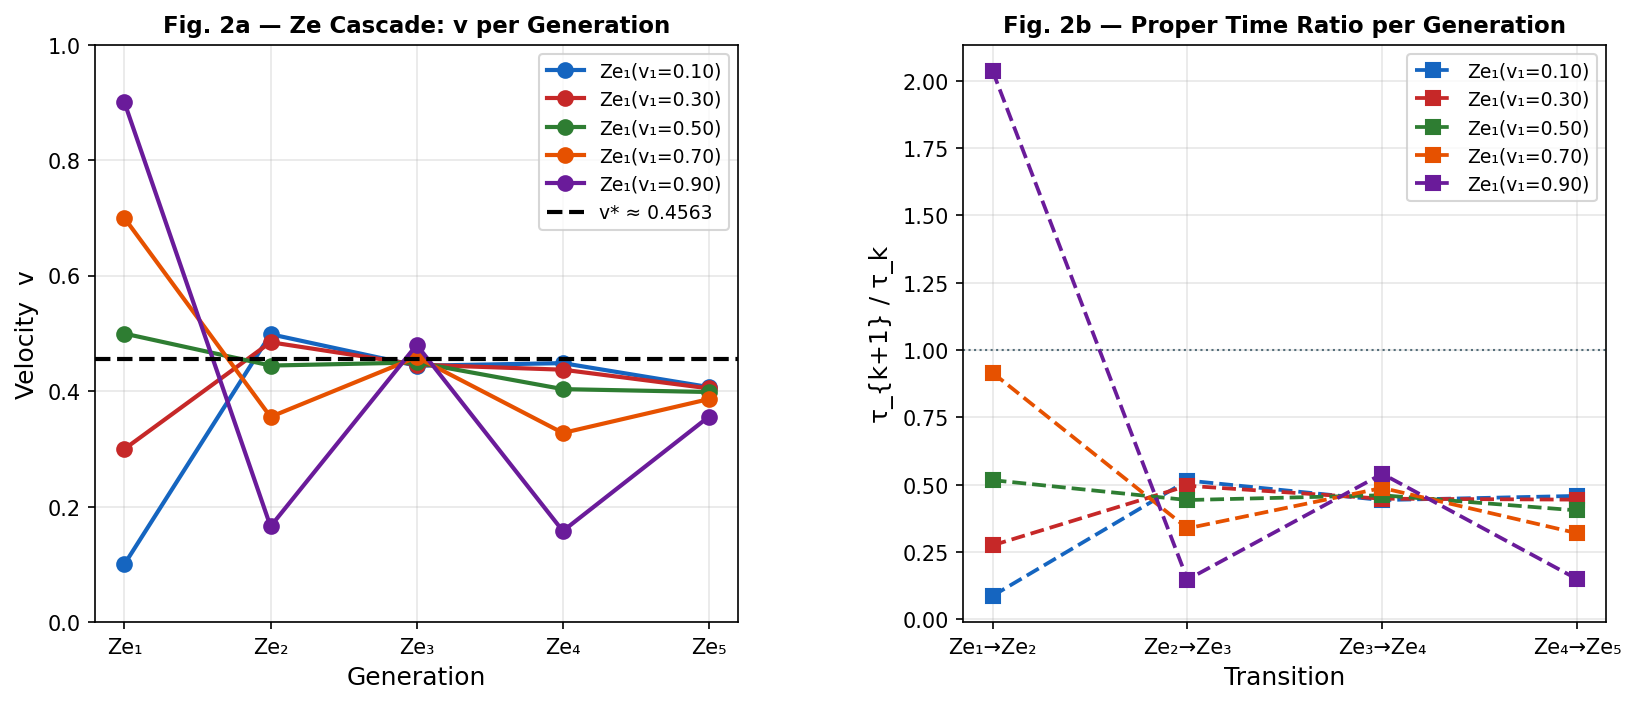 Fig. 2a — Ze Cascade: v per Generation
1.0
0.8
0.6
0.4
0.2
0.0
Velocity v
Ze₁(v₁=0.10)
Ze₁(v₁=0.30)
Ze₁(v₁=0.50)
Ze₁(v₁=0.70)
Ze₁(v₁=0.90)
v* ≈ 0.4563
Ze₁ Ze₂ Ze₃ Ze₄ Ze₅
Generation
Fig. 2b — Proper Time Ratio per Generation
2.00
1.75
1.50
1.25
1.00
0.75
0.50
0.25
0.00
τ_{k+1} / τ_k
Ze₁(v₁=0.10)
Ze₁(v₁=0.30)
Ze₁(v₁=0.50)
Ze₁(v₁=0.70)
Ze₁(v₁=0.90)
Ze₁→Ze₂ Ze₂→Ze₃ Ze₃→Ze₄ Ze₄→Ze₅
Transition